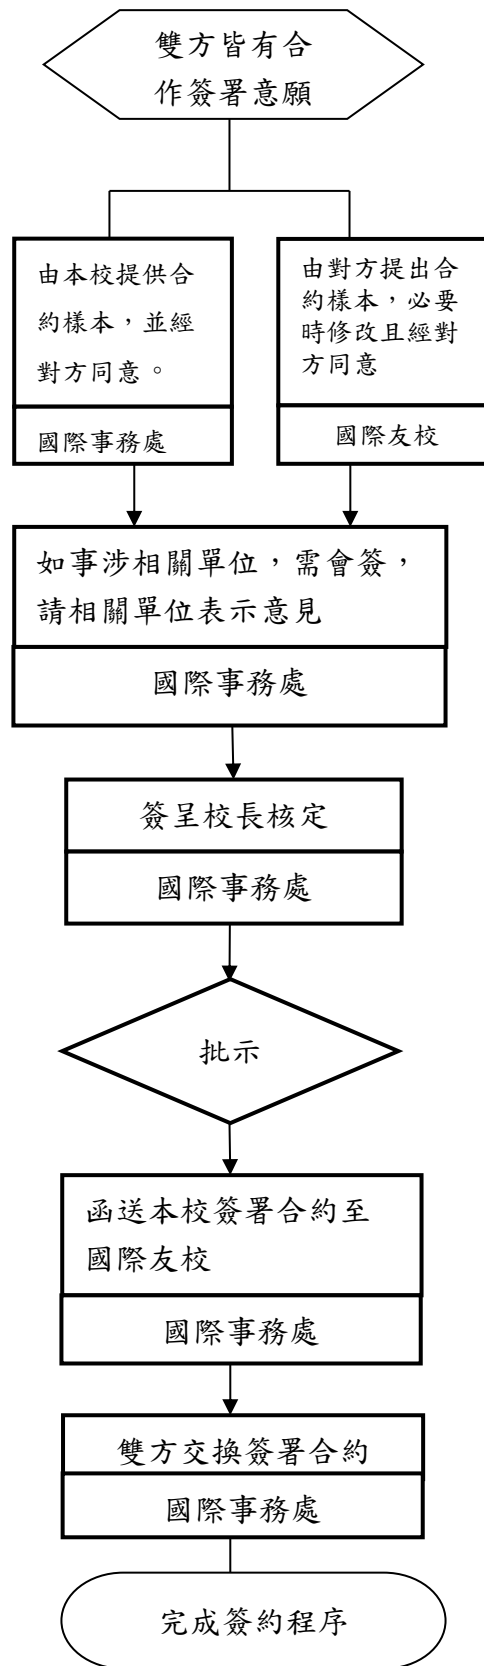 雙方皆有合
作簽署意願
由本校提供合
約樣本，並經
對方同意。
國際事務處
由對方提出合
約樣本，必要
時修改且經對
方同意
國際友校
如事涉相關單位，需會簽，
請相關單位表示意見
國際事務處
簽呈校長核定
國際事務處
批示
函送本校簽署合約至
國際友校
國際事務處
雙方交換簽署合約
國際事務處
完成簽約程序